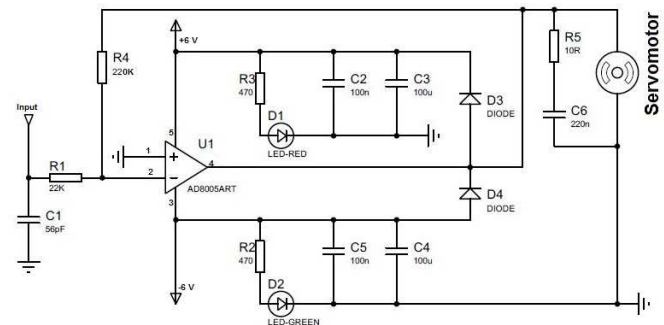 +6 V
R4
220K
R3
470
C2
100n
C3
100u
D3
DIODE
R5
10R
Servomotor
C6
220n
Input
D1
LED-RED
5
U1
1
+
4
R1
22K
2
−
AD8005ART
3
D4
DIODE
C1
56pF
R2
470
C5
100n
C4
100u
-6 V
D2
LED-GREEN